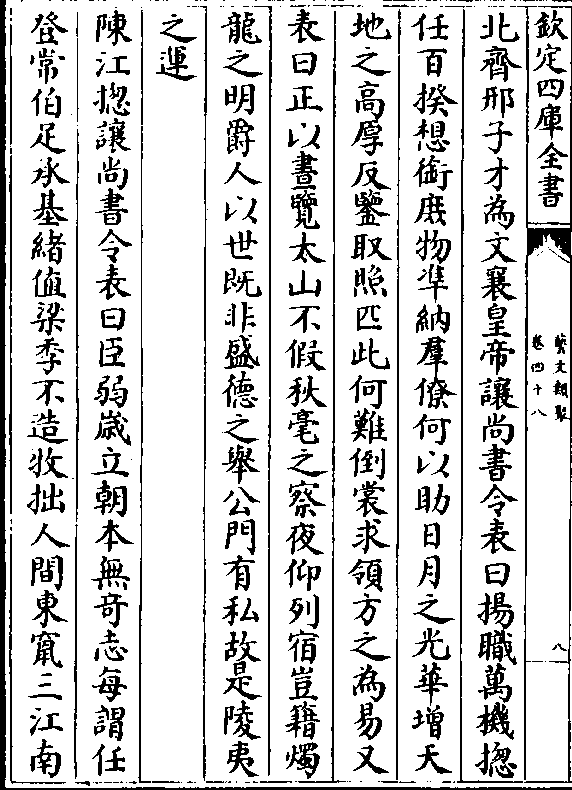 欽定四庫全書
藝文類聚
卷四十八
八
北齊邢子才為文襄皇帝讓尚書令表曰揚職萬機揔
任百揆想銜庶物準納羣僚何以助日月之光華增天
地之高厚反鑒取照匹此何難倒裳求領方之為易又
表曰正以晝覽太山不假秋毫之察夜仰列宿豈籍燭
龍之明爵人以世既非盛德之舉公門有私故是陵夷
之運
陳江揔讓尚書令表曰臣弱歲立朝本無奇志每謂任
登常伯足承基緒值梁季不造牧拙人間東竄三江南